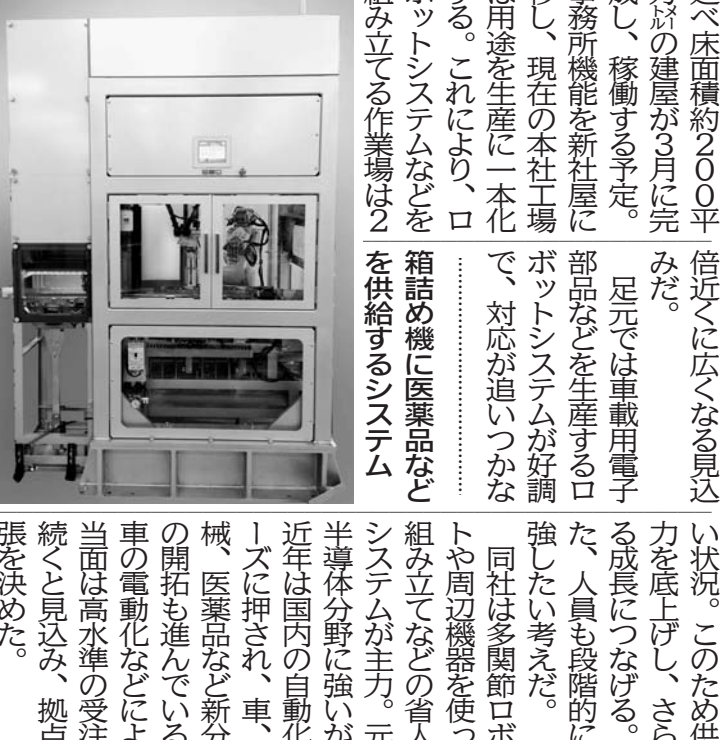 べ床面積約200平
方㍍の建屋が3月に完
成し、稼働する予定。
事務所機能を新社屋に
移し、現在の本社工場
は用途を生産に一本化
する。これにより、ロ
ボットシステムなどを
組み立てる作業場は2
倍近くに広くなる見込
みだ。
足元では車載用電子
部品などを生産するロ
ボットシステムが好調
で、対応が追いつかな
箱詰め機に医薬品など
を供給するシステム
い状況。このため供
力を底上げし、さら
る成長につなげる。
た、人員も段階的に
強したい考えだ。
同社は多関節ロボ
トや周辺機器を使っ
組み立てなどの省人
システムが主力。元
半導体分野に強いが
近年は国内の自動化
ーズに押され、車、
械、医薬品など新分
の開拓も進んでいる
車の電動化などによ
当面は高水準の受注
続くと見込み、拠点
張を決めた。